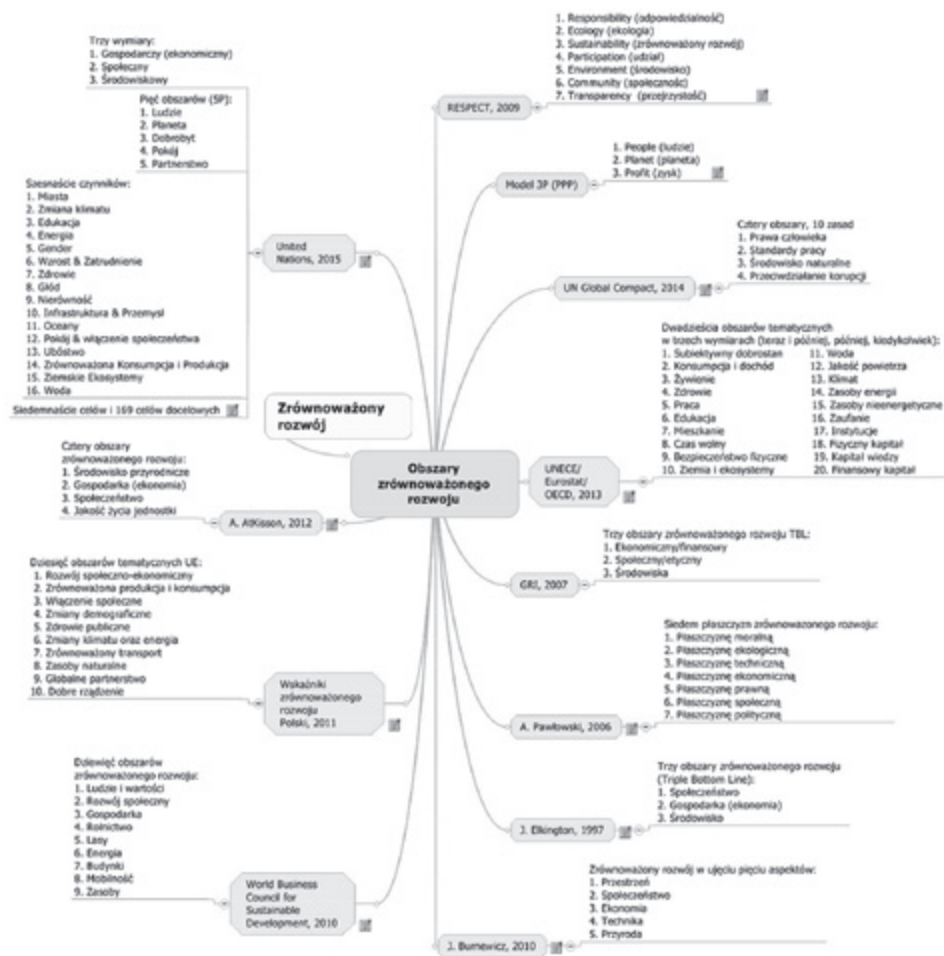 Obszary
zrównoważonego
rozwoju
Zrównoważony
rozwój
Trzy wymiary:
1. Gospodarczy (ekonomiczny)
2. Społeczny
3. Środowiskowy
Pięć obszarów (5P):
1. Ludzie
2. Planeta
3. Dobrobyt
4. Pokój
5. Partnerstwo
Szesnaście czynników:
1. Miasta
2. Zmiana klimatu
3. Edukacja
4. Energia
5. Gender
6. Wzrost & Zatrudnienie
7. Zdrowie
8. Głód
9. Nierówność
10. Infrastruktura & Przemysł
11. Oceany
12. Pokój & włączenie społeczeństwa
13. Ubóstwo
14. Zrównoważona Konsumpcja i Produkcja
15. Ziemskie Ekosystemy
16. Woda
Siedemnaście celów i 169 celów docelowych
United
Nations, 2015
Cztery obszary
zrównoważonego rozwoju:
1. Środowisko przyrodnicze
2. Gospodarka (ekonomia)
3. Społeczeństwo
4. Jakość życia jednostki
A. AtKisson, 2012
Dziesięć obszarów tematycznych UE:
1. Rozwój społeczno-ekonomiczny
2. Zrównoważona produkcja i konsumpcja
3. Włączenie społeczne
4. Zmiany demograficzne
5. Zdrowie publiczne
6. Zmiany klimatu oraz energia
7. Zrównoważony transport
8. Zasoby naturalne
9. Globalne partnerstwo
10. Dobre rządzenie
Wskaźniki
zrównoważonego
rozwoju
Polski, 2011
Dziewięć obszarów
zrównoważonego rozwoju:
1. Ludzie i wartości
2. Rozwój społeczny
3. Gospodarka
4. Rolnictwo
5. Lasy
6. Energia
7. Budynki
8. Mobilność
9. Zasoby
World Business
Council for
Sustainable
Development, 2010
RESPECT, 2009
1. Responsibility (odpowiedzialność)
2. Ecology (ekologia)
3. Sustainability (zrównoważony rozwój)
4. Participation (udział)
5. Environment (środowisko)
6. Community (społeczność)
7. Transparency (przejrzystość)
Model 3P (PPP)
1. People (ludzie)
2. Planet (planeta)
3. Profit (zysk)
UN Global Compact, 2014
Cztery obszary, 10 zasad
1. Prawa człowieka
2. Standardy pracy
3. Środowisko naturalne
4. Przeciwdziałanie korupcji
UNECE/
Eurostat/
OECD, 2013
Dwadzieścia obszarów tematycznych
w trzech wymiarach (teraz i później, później, kiedykolwiek):
1. Subiektywny dobrostan
2. Konsumpcja i dochód
3. Żywienie
4. Zdrowie
5. Praca
6. Edukacja
7. Mieszkanie
8. Czas wolny
9. Bezpieczeństwo fizyczne
10. Ziemia i ekosystemy
11. Woda
12. Jakość powietrza
13. Klimat
14. Zasoby energii
15. Zasoby nieenergetyczne
16. Zaufanie
17. Instytucje
18. Fizyczny kapitał
19. Kapitał wiedzy
20. Finansowy kapitał
GRI, 2007
Trzy obszary zrównoważonego rozwoju TBL:
1. Ekonomiczny/finansowy
2. Społeczny/etyczny
3. Środowiska
A. Pawłowski, 2006
Siedem płaszczyzn zrównoważonego rozwoju:
1. Płaszczyznę moralną
2. Płaszczyznę ekologiczną
3. Płaszczyznę techniczną
4. Płaszczyznę ekonomiczną
5. Płaszczyznę prawną
6. Płaszczyznę społeczną
7. Płaszczyznę polityczną
J. Elkington, 1997
Trzy obszary zrównoważonego rozwoju
(Triple Bottom Line):
1. Społeczeństwo
2. Gospodarka (ekonomia)
3. Środowisko
J. Burnewicz, 2010
Zrównoważony rozwój w ujęciu pięciu aspektów:
1. Przestrzeń
2. Społeczeństwo
3. Ekonomia
4. Technika
5. Przyroda